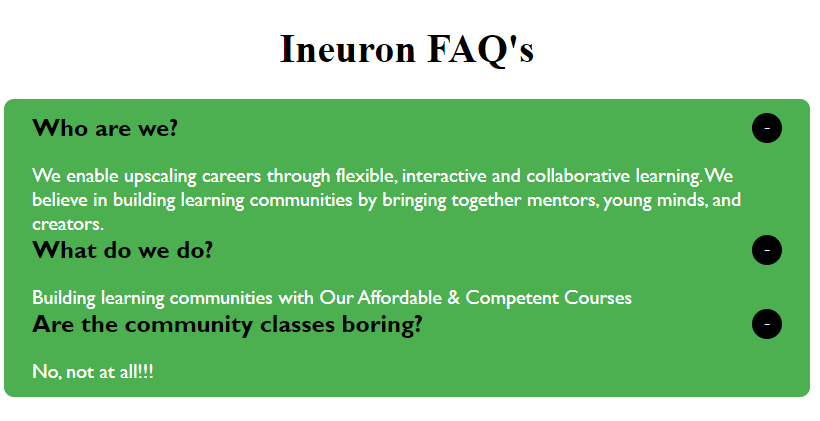 Ineuron FAQ's
Who are we?
-
We enable upscaling careers through flexible, interactive and collaborative learning. We
believe in building learning communities by bringing together mentors, young minds, and
creators.
What do we do?
-
Building learning communities with Our Affordable & Competent Courses
Are the community classes boring?
-
No, not at all!!!